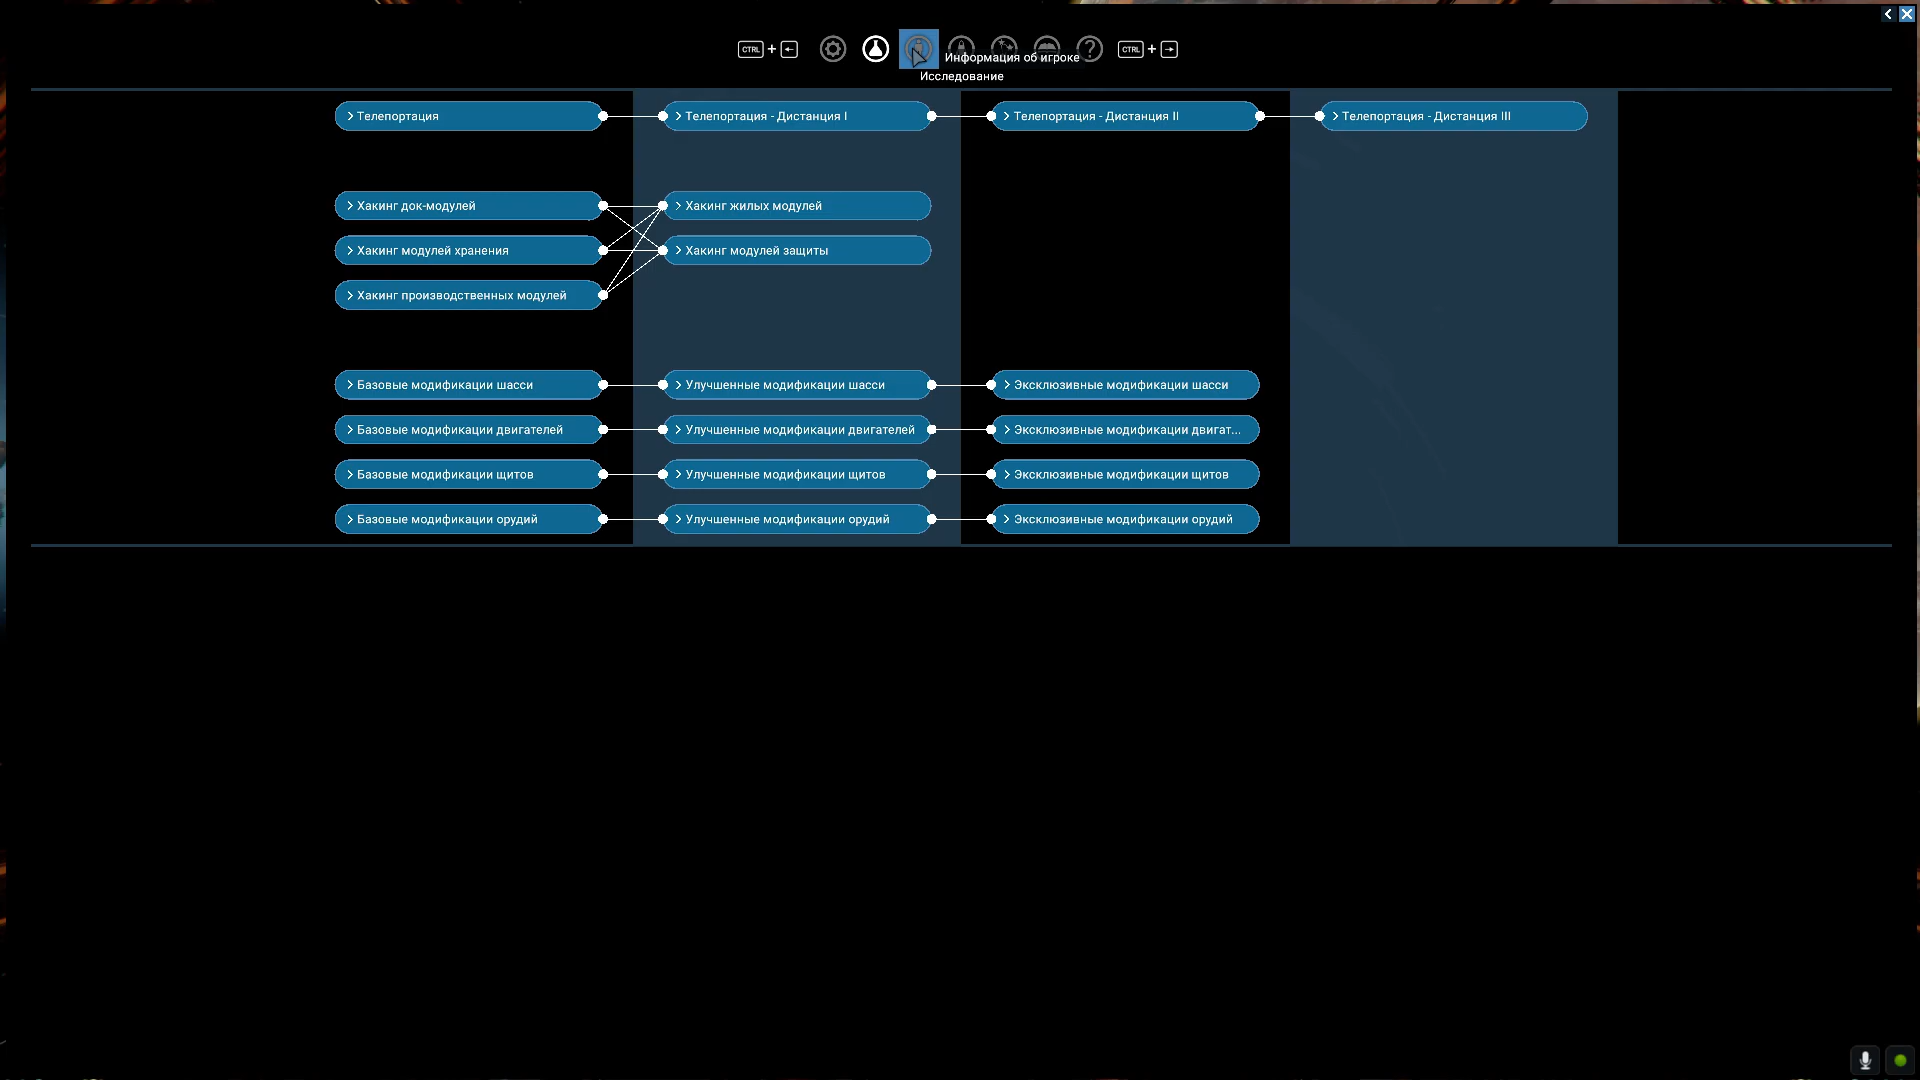 CTRL + ← ? CTRL + →
Информация об игроке
Исследование
Телепортация
Телепортация - Дистанция I
Телепортация - Дистанция II
Телепортация - Дистанция III
Хакинг док-модулей
Хакинг жилых модулей
Хакинг модулей хранения
Хакинг модулей защиты
Хакинг производственных модулей
Базовые модификации шасси
Улучшенные модификации шасси
Эксклюзивные модификации шасси
Базовые модификации двигателей
Улучшенные модификации двигателей
Эксклюзивные модификации двигат...
Базовые модификации щитов
Улучшенные модификации щитов
Эксклюзивные модификации щитов
Базовые модификации орудий
Улучшенные модификации орудий
Эксклюзивные модификации орудий